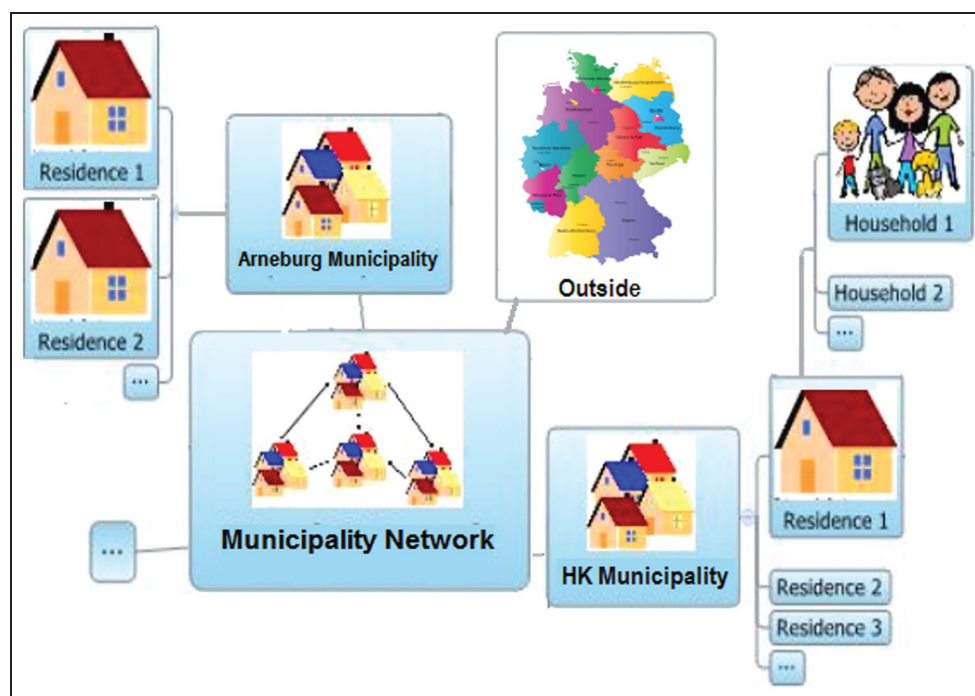 Residence 1
Residence 2
...
Arneburg Municipality
Outside
Household 1
Household 2
...
Municipality Network
...
HK Municipality
Residence 1
Residence 2
Residence 3
...